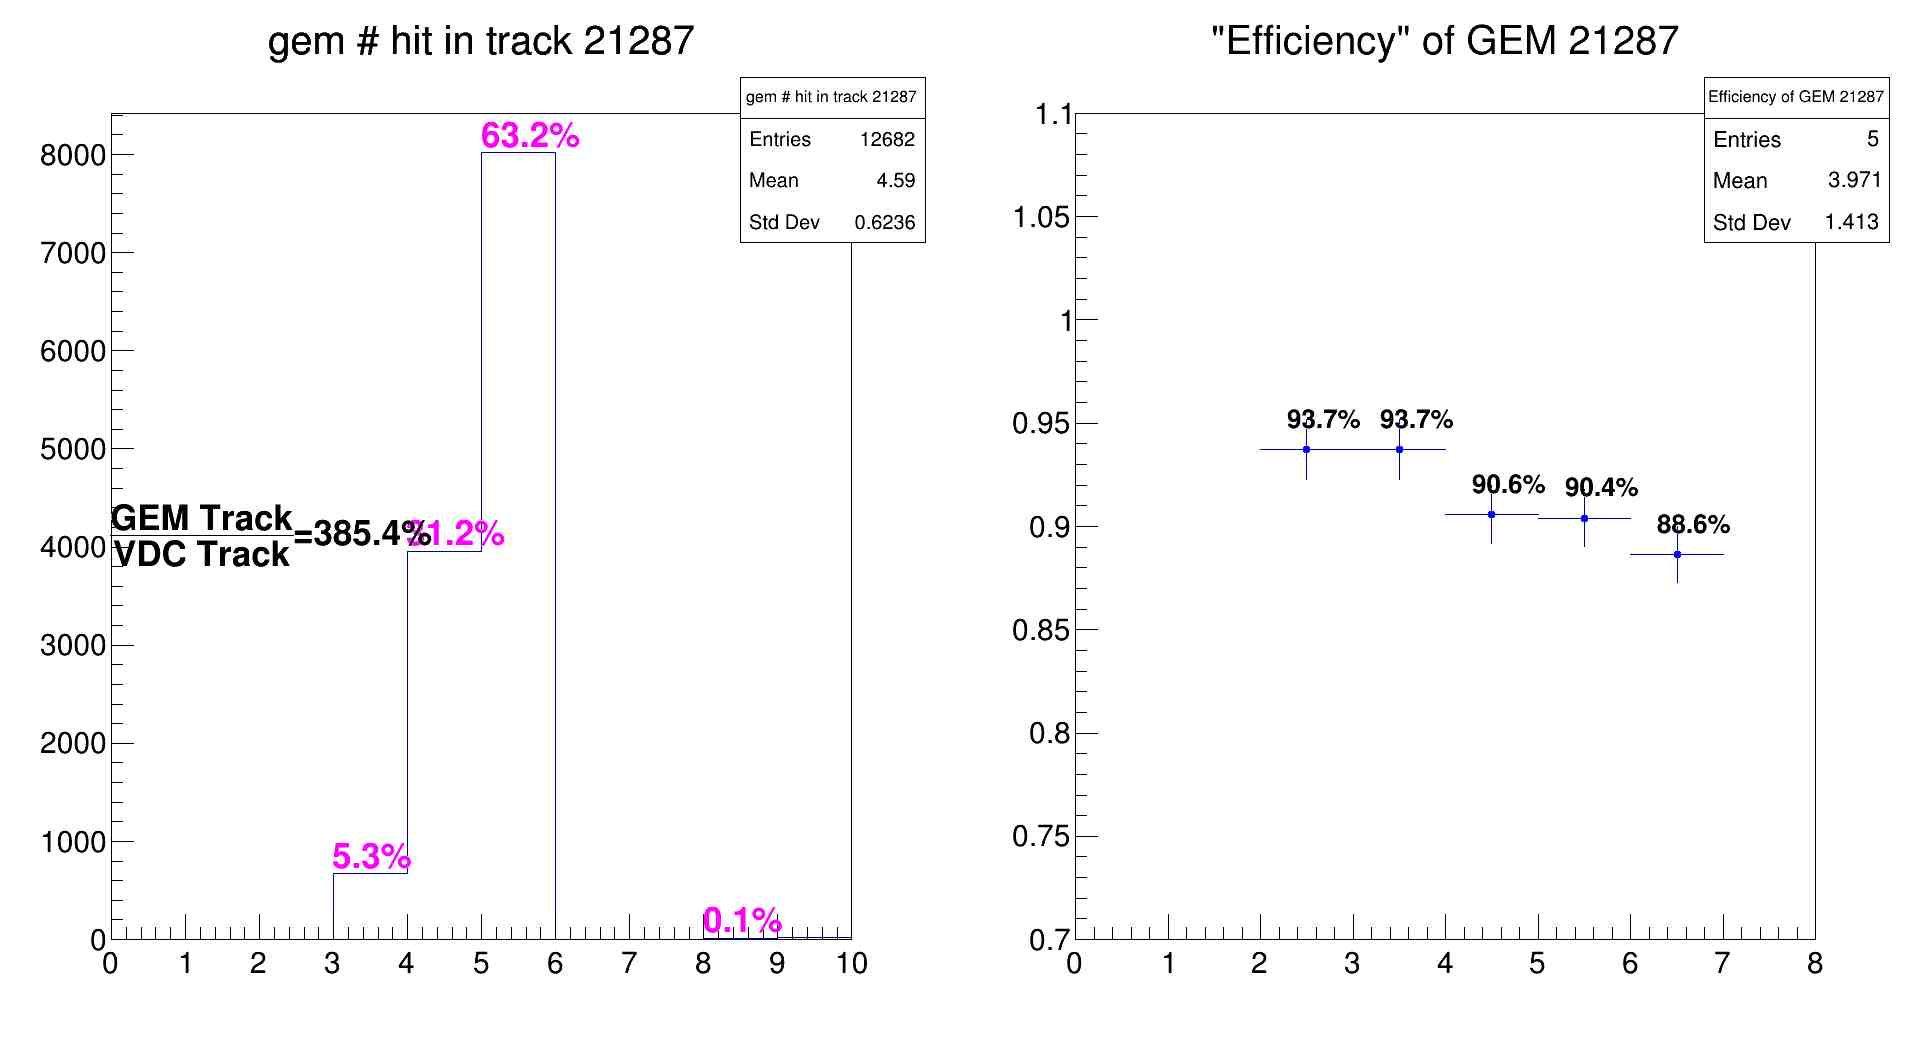 gem # hit in track 21287
gem # hit in track 21287
Entries 12682
Mean 4.59
Std Dev 0.6236
8000
7000
6000
5000
4000
3000
2000
1000
0
63.2%
GEM Track
VDC Track
=385.4%
5.3%
0.1%
0 1 2 3 4 5 6 7 8 9 10
"Efficiency" of GEM 21287
Efficiency of GEM 21287
Entries 5
Mean 3.971
Std Dev 1.413
1.1
1.05
1
0.95
0.9
0.85
0.8
0.75
0.7
93.7% 93.7%
90.6% 90.4%
88.6%
0 1 2 3 4 5 6 7 8